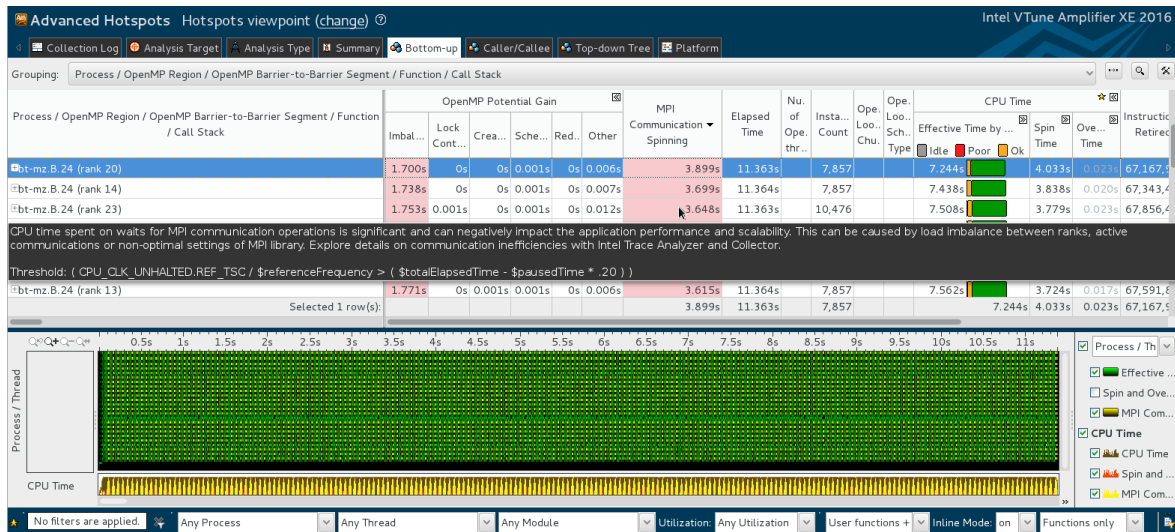 Advanced Hotspots Hotspots viewpoint (change) Intel VTune Amplifier XE 2016
Collection Log Analysis Target Analysis Type Summary Bottom-up Caller/Callee Top-down Tree Platform
Grouping: Process / OpenMP Region / OpenMP Barrier-to-Barrier Segment / Function / Call Stack
Process / OpenMP Region / OpenMP Barrier-to-Barrier Segment / Function
/ Call Stack
OpenMP Potential Gain
Imbal... Lock Cont... Crea... Sche... Red.. Other
MPI
Communication
Spinning
Elapsed
Time
Nu.
of
Ope.
thr..
Insta...
Count
Ope.
Loo..
Chu.
Ope.
Loo..
Sch..
Type
CPU Time
Effective Time by ...
Idle Poor Ok
Spin
Time
Ove...
Time
Instructio
Retired
bt-mz.B.24 (rank 20) 1.700s 0s 0s 0.001s 0s 0.006s 3.899s 11.363s 7,857 7.244s 4.033s 0.023s 67,167,9
bt-mz.B.24 (rank 14) 1.738s 0s 0s 0.001s 0s 0.007s 3.699s 11.364s 7,857 7.438s 3.838s 0.020s 67,343,4
bt-mz.B.24 (rank 23) 1.753s 0.001s 0s 0.001s 0s 0.012s 3.648s 11.363s 10,476 7.508s 3.779s 0.023s 67,856,4
CPU time spent on waits for MPI communication operations is significant and can negatively impact the application performance and scalability. This can be caused by load imbalance between ranks, active
communications or non-optimal settings of MPI library. Explore details on communication inefficiencies with Intel Trace Analyzer and Collector.
Threshold: ( CPU_CLK_UNHALTED.REF_TSC / $referenceFrequency > ( $totalElapsedTime - $pausedTime * .20 ) )
bt-mz.B.24 (rank 13) 1.771s 0s 0.001s 0.001s 0s 0.006s 3.615s 11.364s 7,857 7.562s 3.724s 0.017s 67,591,8
Selected 1 row(s): 3.899s 11.363s 7,857 7.244s 4.033s 0.023s 67,167,9
0.5s 1s 1.5s 2s 2.5s 3s 3.5s 4s 4.5s 5s 5.5s 6s 6.5s 7s 7.5s 8s 8.5s 9s 9.5s 10s 10.5s 11s
Process / Thread
CPU Time
Process / Th
Effective ...
Spin and Ove...
MPI Com...
CPU Time
CPU Time
Spin and ...
MPI Com...
No filters are applied. Any Process Any Thread Any Module Utilization: Any Utilization User functions + Inline Mode: on Functions only